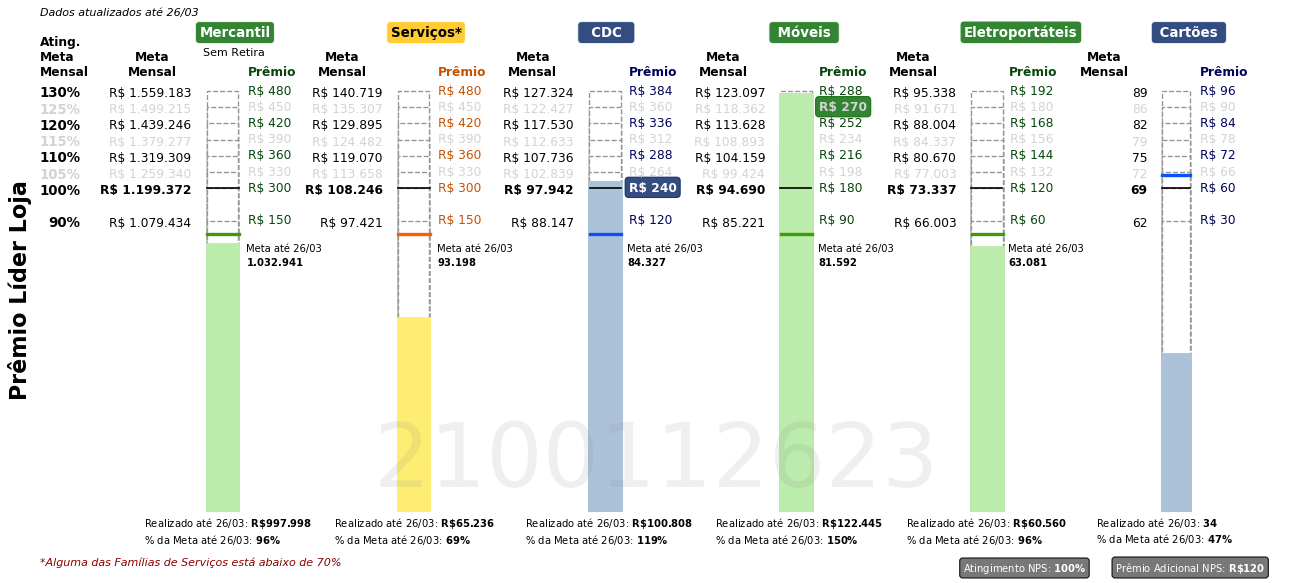 Dados atualizados até 26/03
Mercantil Serviços* CDC Móveis Eletroportáteis Cartões
Sem Retira
Ating. Meta Mensal Meta Mensal Prêmio Meta Mensal Prêmio Meta Mensal Prêmio Meta Mensal Prêmio Meta Mensal Prêmio Meta Mensal Prêmio
130% R$ 1.559.183 R$ 480 R$ 140.719 R$ 480 R$ 127.324 R$ 384 R$ 123.097 R$ 288 R$ 95.338 R$ 192 89 R$ 96
125% R$ 1.499.215 R$ 450 R$ 135.307 R$ 450 R$ 122.427 R$ 360 R$ 118.362 R$ 270 R$ 91.671 R$ 180 86 R$ 90
120% R$ 1.439.246 R$ 420 R$ 129.895 R$ 420 R$ 117.530 R$ 336 R$ 113.628 R$ 252 R$ 88.004 R$ 168 82 R$ 84
115% R$ 1.379.277 R$ 390 R$ 124.482 R$ 390 R$ 112.633 R$ 312 R$ 108.893 R$ 234 R$ 84.337 R$ 156 79 R$ 78
110% R$ 1.319.309 R$ 360 R$ 119.070 R$ 360 R$ 107.736 R$ 288 R$ 104.159 R$ 216 R$ 80.670 R$ 144 75 R$ 72
105% R$ 1.259.340 R$ 330 R$ 113.658 R$ 330 R$ 102.839 R$ 264 R$ 99.424 R$ 198 R$ 77.003 R$ 132 72 R$ 66
100% R$ 1.199.372 R$ 300 R$ 108.246 R$ 300 R$ 97.942 R$ 240 R$ 94.690 R$ 180 R$ 73.337 R$ 120 69 R$ 60
90% R$ 1.079.434 R$ 150 R$ 97.421 R$ 150 R$ 88.147 R$ 120 R$ 85.221 R$ 90 R$ 66.003 R$ 60 62 R$ 30
Meta até 26/03 Meta até 26/03 Meta até 26/03 Meta até 26/03 Meta até 26/03
1.032.941 93.198 84.327 81.592 63.081
Prêmio Líder Loja
2100112623
Realizado até 26/03: R$997.998 Realizado até 26/03: R$65.236 Realizado até 26/03: R$100.808 Realizado até 26/03: R$122.445 Realizado até 26/03: R$60.560 Realizado até 26/03: 34
% da Meta até 26/03: 96% % da Meta até 26/03: 69% % da Meta até 26/03: 119% % da Meta até 26/03: 150% % da Meta até 26/03: 96% % da Meta até 26/03: 47%
*Alguma das Famílias de Serviços está abaixo de 70% Atingimento NPS: 100% Prêmio Adicional NPS: R$120